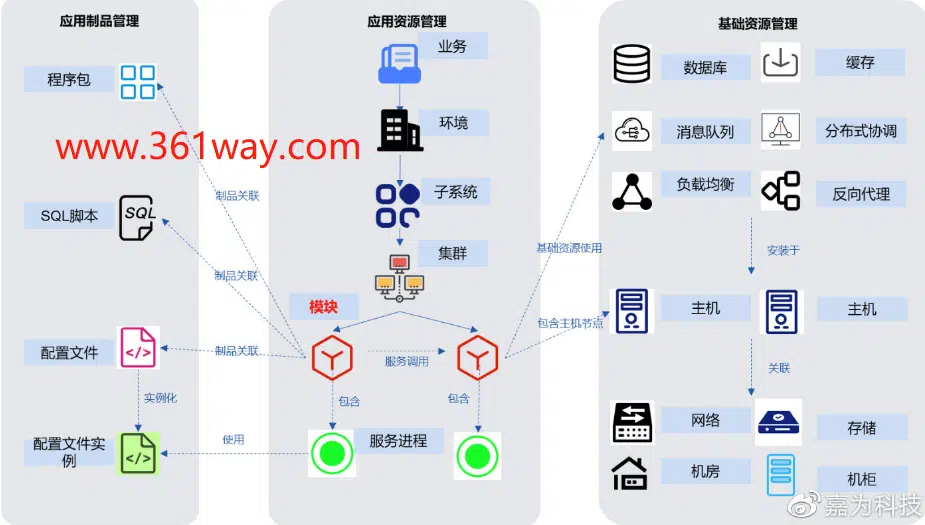 应用制品管理
程序包
www.361way.com
制品关联
SQL脚本
SQL
制品关联
配置文件
</>
制品关联
实例化
配置文件实
例
</>
使用
应用资源管理
业务
环境
子系统
集群
模块
服务调用
包含
包含
服务进程
基础资源使用
包含主机节点
基础资源管理
数据库
缓存
消息队列
分布式协调
负载均衡
反向代理
安装于
主机
主机
关联
网络
存储
机房
机柜
嘉为科技